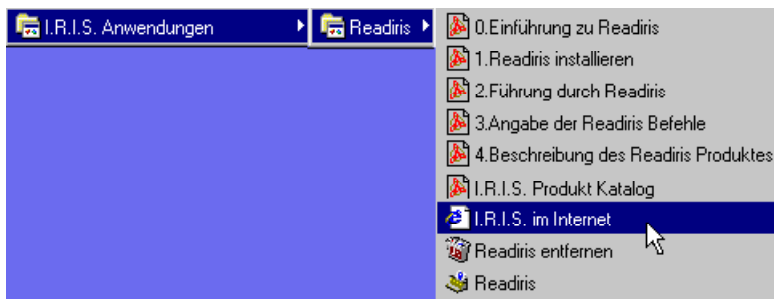 I.R.I.S. Anwendungen
Readiris
0.Einführung zu Readiris
1.Readiris installieren
2.Führung durch Readiris
3.Angabe der Readiris Befehle
4.Beschreibung des Readiris Produktes
I.R.I.S. Produkt Katalog
I.R.I.S. im Internet
Readiris entfernen
Readiris